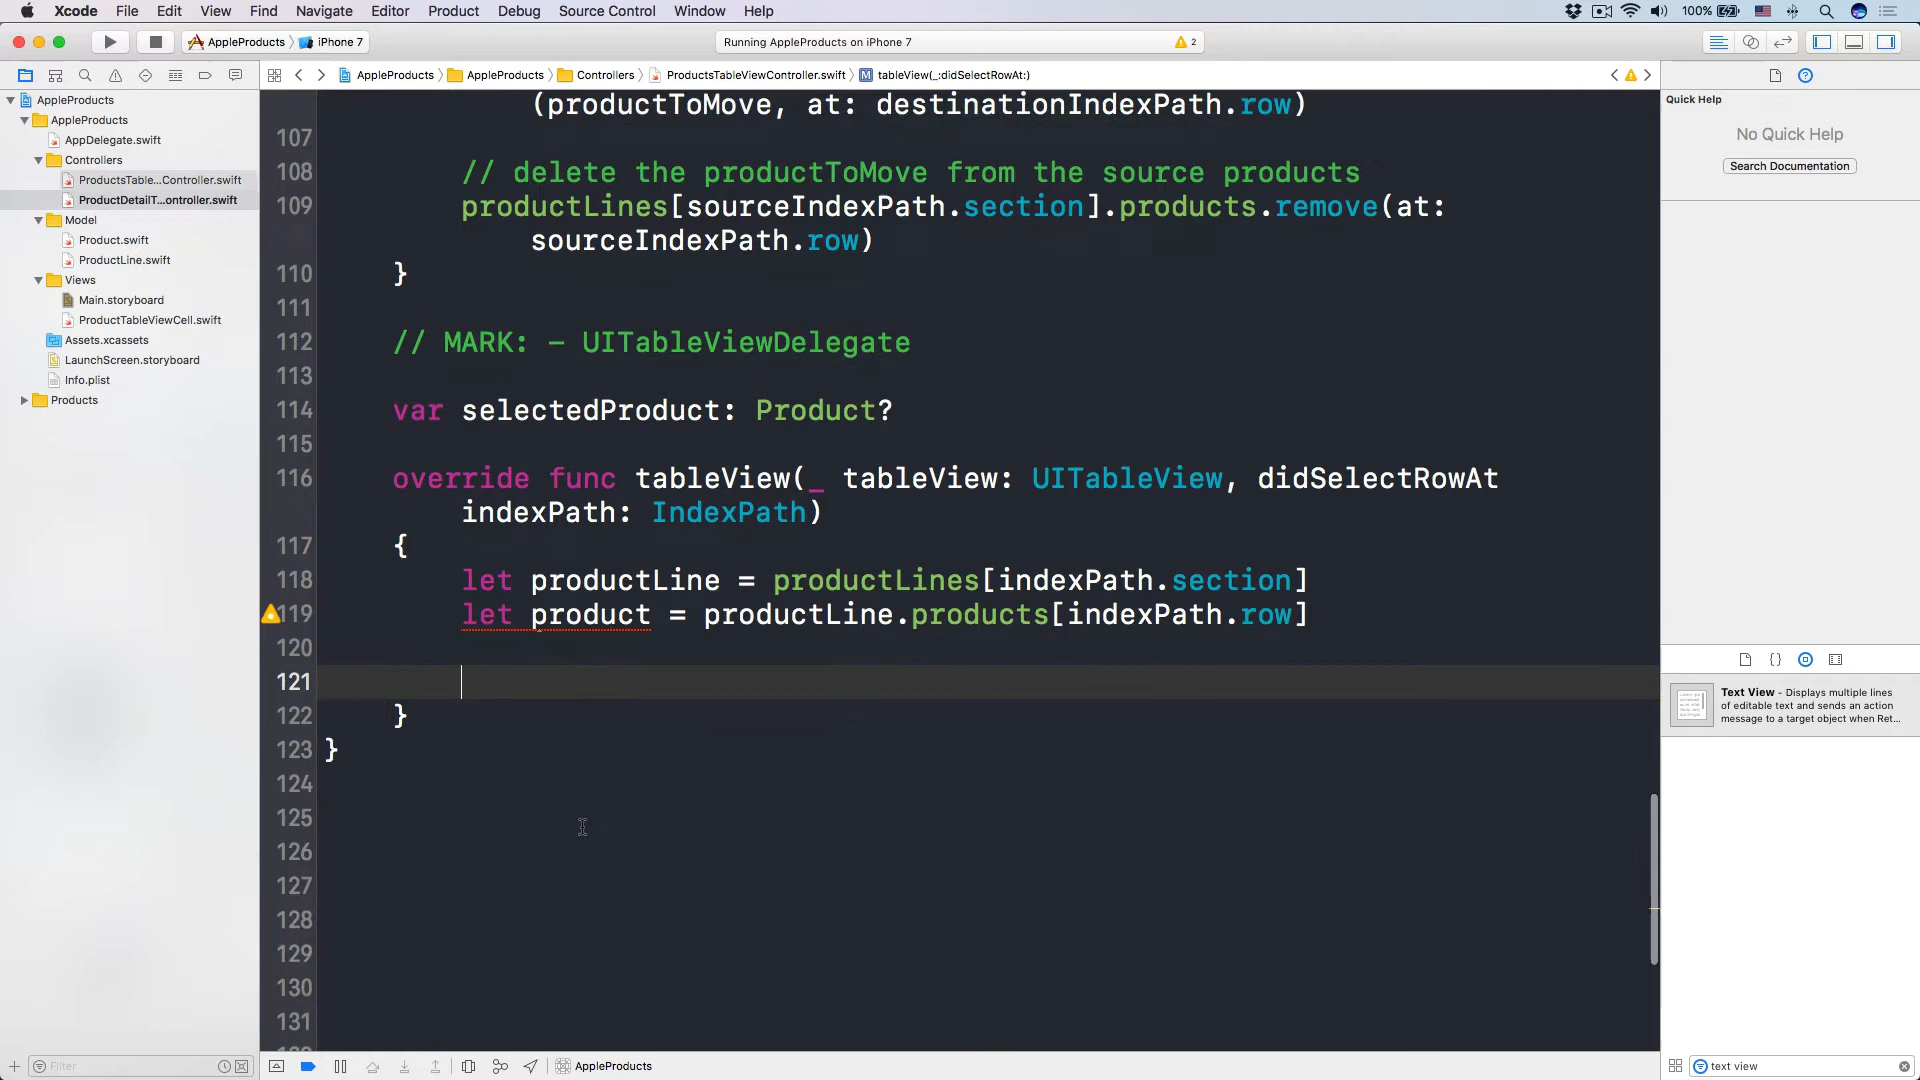 Xcode File Edit View Find Navigate Editor Product Debug Source Control Window Help 100%
AppleProducts iPhone 7 Running AppleProducts on iPhone 7 2
AppleProducts AppleProducts Controllers ProductsTableViewController.swift M tableView(_:didSelectRowAt:)
AppleProducts
AppleProducts
AppDelegate.swift
Controllers
ProductsTable...Controller.swift
ProductDetailT...ontroller.swift
Model
Product.swift
ProductLine.swift
Views
Main.storyboard
ProductTableViewCell.swift
Assets.xcassets
LaunchScreen.storyboard
Info.plist
Products
Filter
(productToMove, at: destinationIndexPath.row)
107
108 // delete the productToMove from the source products
109 productLines[sourceIndexPath.section].products.remove(at:
sourceIndexPath.row)
110 }
111
112 // MARK: - UITableViewDelegate
113
114 var selectedProduct: Product?
115
116 override func tableView(_ tableView: UITableView, didSelectRowAt
indexPath: IndexPath)
117 {
118 let productLine = productLines[indexPath.section]
119 let product = productLine.products[indexPath.row]
120
121
122 }
123 }
124
125
126
127
128
129
130
131
AppleProducts
Quick Help
No Quick Help
Search Documentation
Text View - Displays multiple lines
of editable text and sends an action
message to a target object when Ret...
text view